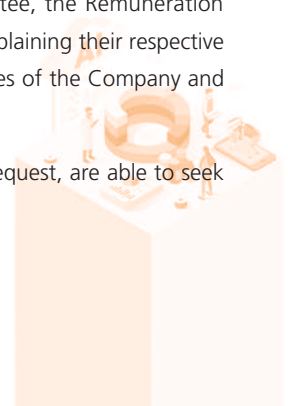 tee, the Remuneration
plaining their respective
es of the Company and
equest, are able to seek